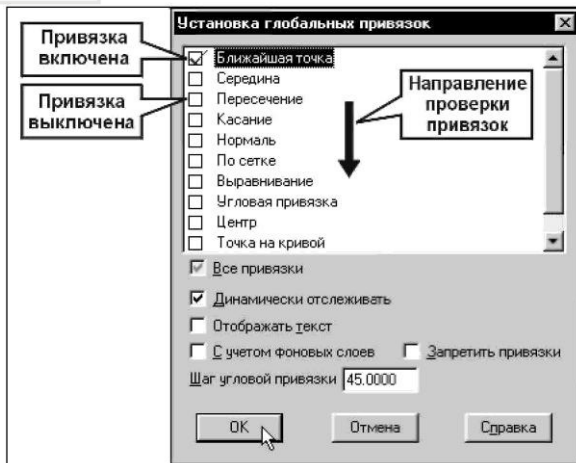 Установка глобальных привязок
Привязка
включена
Привязка
выключена
Ближайшая точка
Середина
Пересечение
Касание
Нормаль
По сетке
Выравнивание
Угловая привязка
Центр
Точка на кривой
Направление
проверки
привязок
Все привязки
Динамически отслеживать
Отображать текст
С учетом фоновых слоев Запретить привязки
Шаг угловой привязки 45.0000
OK Отмена Справка